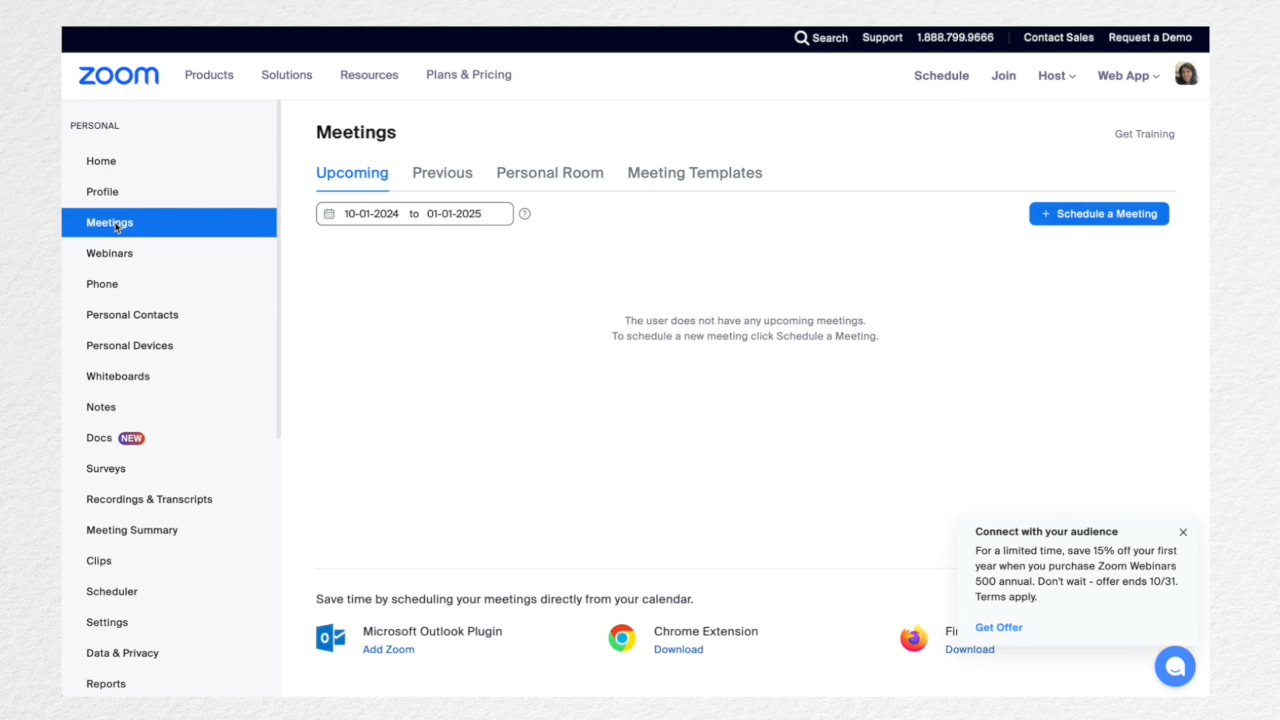 Search Support 1.888.799.9666 Contact Sales Request a Demo
zoom Products Solutions Resources Plans & Pricing Schedule Join Host Web App
PERSONAL
Home
Profile
Meetings
Webinars
Phone
Personal Contacts
Personal Devices
Whiteboards
Notes
Docs NEW
Surveys
Recordings & Transcripts
Meeting Summary
Clips
Scheduler
Settings
Data & Privacy
Reports
Meetings
Get Training
Upcoming Previous Personal Room Meeting Templates
10-01-2024 to 01-01-2025 ?
+ Schedule a Meeting
The user does not have any upcoming meetings.
To schedule a new meeting click Schedule a Meeting.
Save time by scheduling your meetings directly from your calendar.
Microsoft Outlook Plugin
Add Zoom
Chrome Extension
Download
Fi
Download
Connect with your audience
For a limited time, save 15% off your first
year when you purchase Zoom Webinars
500 annual. Don't wait - offer ends 10/31.
Terms apply.
Get Offer